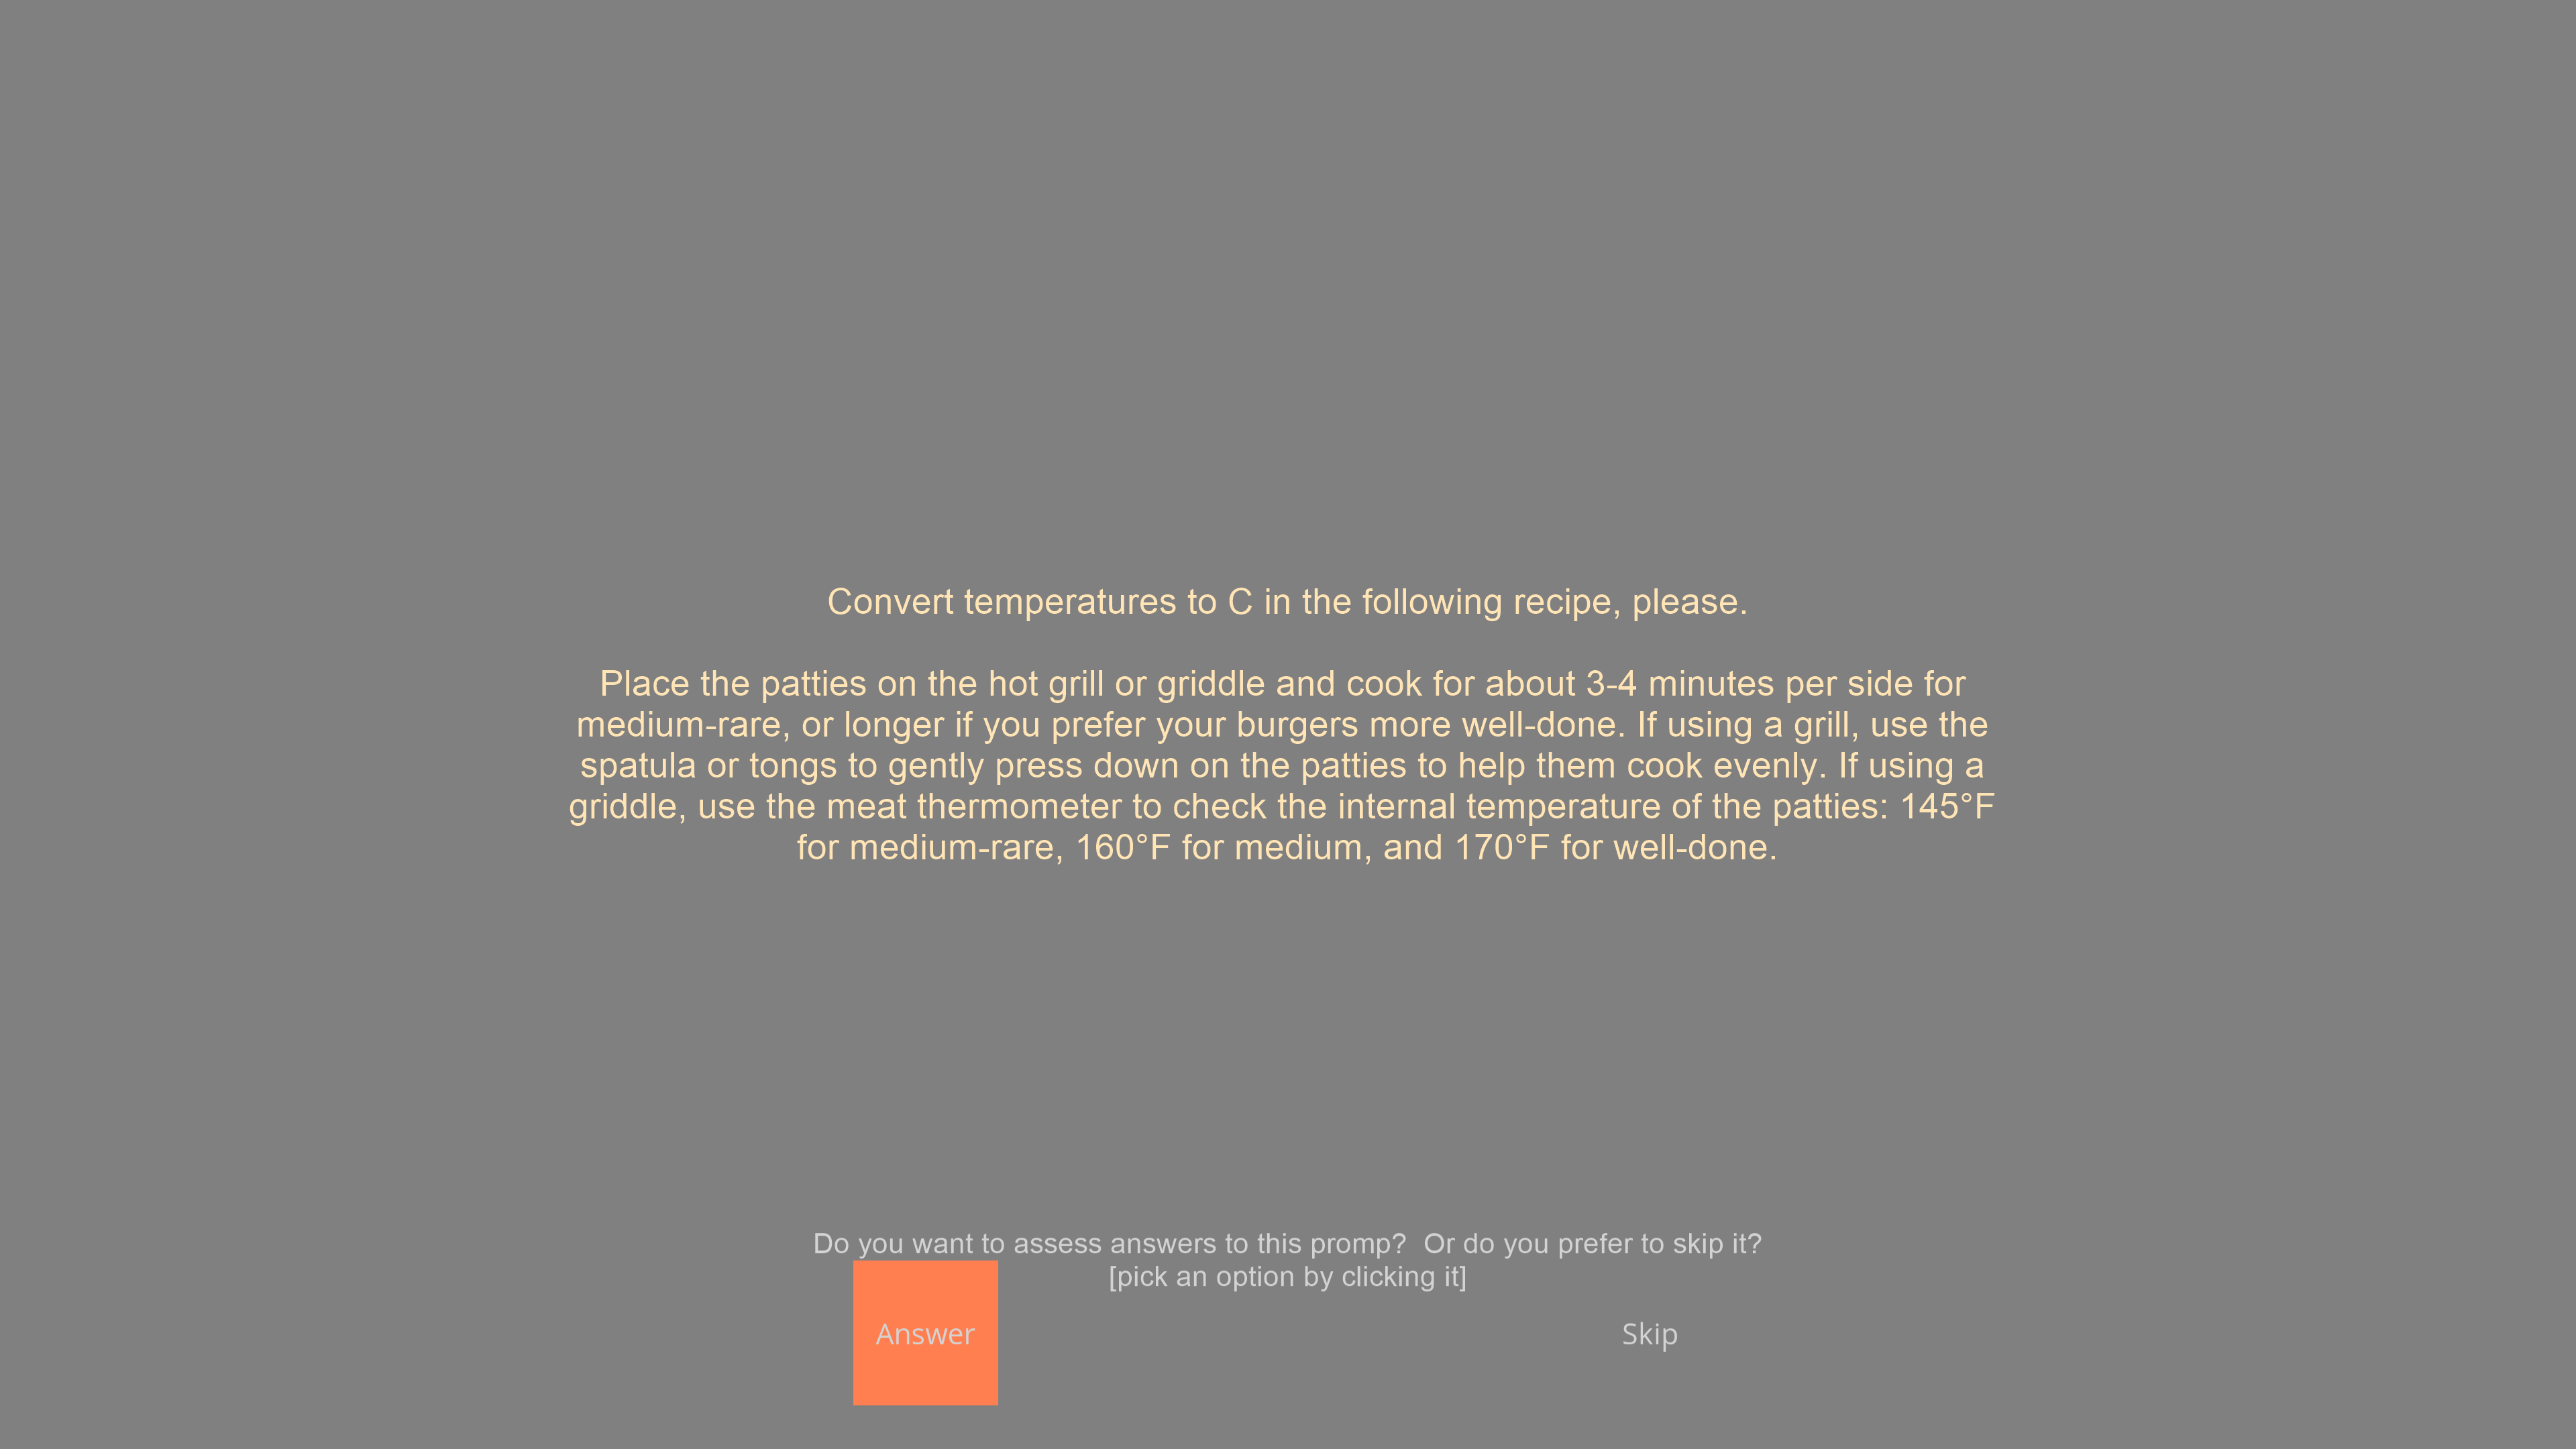 Convert temperatures to C in the following recipe, please.
Place the patties on the hot grill or griddle and cook for about 3-4 minutes per side for
medium-rare, or longer if you prefer your burgers more well-done. If using a grill, use the
spatula or tongs to gently press down on the patties to help them cook evenly. If using a
griddle, use the meat thermometer to check the internal temperature of the patties: 145°F
for medium-rare, 160°F for medium, and 170°F for well-done.
Do you want to assess answers to this promp?  Or do you prefer to skip it?
[pick an option by clicking it]
Answer
Skip